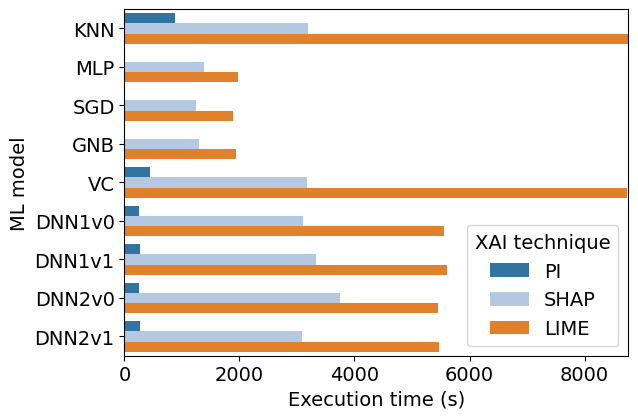 KNN
MLP
SGD
GNB
VC
DNN1v0
DNN1v1
DNN2v0
DNN2v1
ML model
XAI technique
PI
SHAP
LIME
0 2000 4000 6000 8000
Execution time (s)